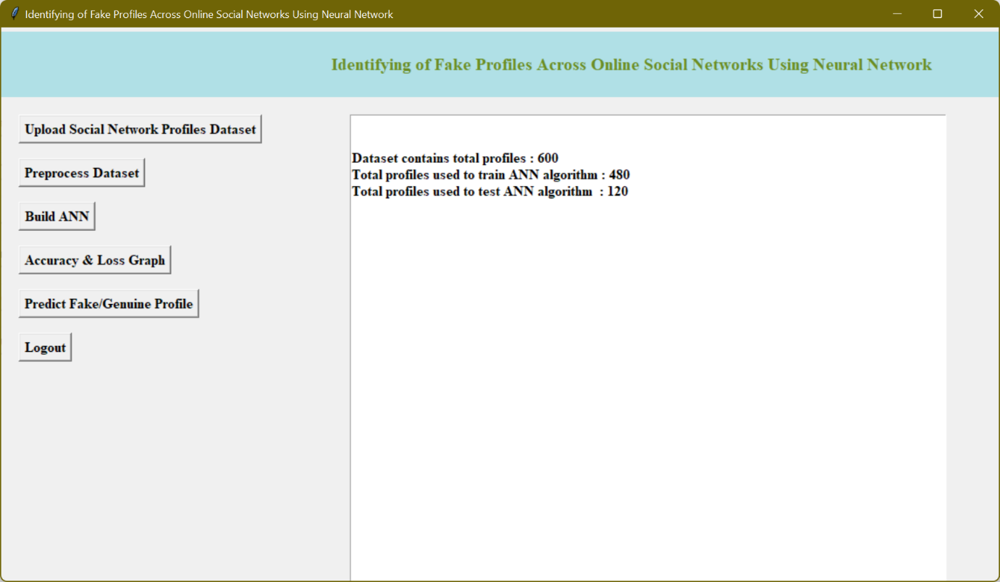 Identifying of Fake Profiles Across Online Social Networks Using Neural Network
Identifying of Fake Profiles Across Online Social Networks Using Neural Network
Upload Social Network Profiles Dataset
Preprocess Dataset
Build ANN
Accuracy & Loss Graph
Predict Fake/Genuine Profile
Logout
Dataset contains total profiles : 600
Total profiles used to train ANN algorithm : 480
Total profiles used to test ANN algorithm  : 120